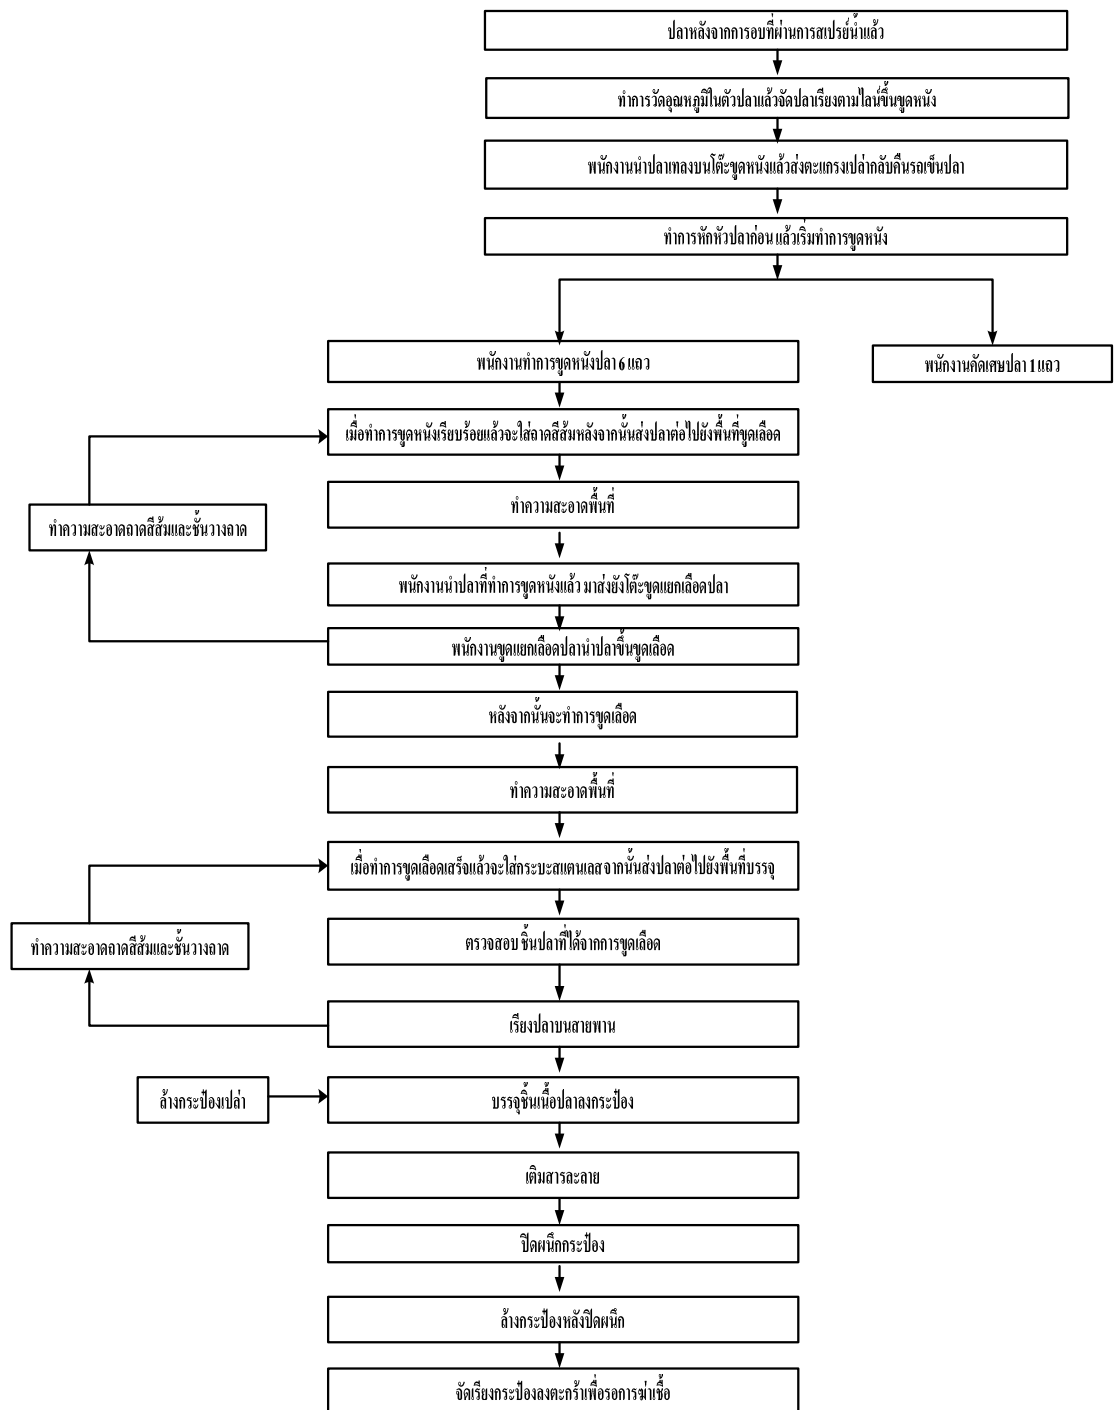 ปลาหลังจากการอบที่ผ่านการสเปรย์น้ำแล้ว
ทำการวัดอุณหภูมิในตัวปลาแล้วจัดปลาเรียงตามไลน์ขึ้นขูดหนัง
พนักงานนำปลาเทลงบนโต๊ะขูดหนังแล้วส่งตะแกรงเปล่ากลับคืนรถเข็นปลา
ทำการหักหัวปลาก่อน แล้วเริ่มทำการขูดหนัง
พนักงานทำการขูดหนังปลา 6 แถว
พนักงานคัดเศษปลา 1 แถว
เมื่อทำการขูดหนังเรียบร้อยแล้วจะใส่ถาดสีส้มหลังจากนั้นส่งปลาต่อไปยังพื้นที่ขูดเลือด
ทำความสะอาดพื้นที่
ทำความสะอาดถาดสีส้มและชั้นวางถาด
พนักงานนำปลาที่ทำการขูดหนังแล้ว มาส่งยังโต๊ะขูดแยกเลือดปลา
พนักงานขูดแยกเลือดปลานำปลาขึ้นขูดเลือด
หลังจากนั้นจะทำการขูดเลือด
ทำความสะอาดพื้นที่
เมื่อทำการขูดเลือดเสร็จแล้วจะใส่กระบะสแตนเลส จากนั้นส่งปลาต่อไปยังพื้นที่บรรจุ
ตรวจสอบ ชิ้นปลาที่ได้จากการขูดเลือด
ทำความสะอาดถาดสีส้มและชั้นวางถาด
เรียงปลาบนสายพาน
ล้างกระป๋องเปล่า
บรรจุชิ้นเนื้อปลาลงกระป๋อง
เติมสารละลาย
ปิดผนึกกระป๋อง
ล้างกระป๋องหลังปิดผนึก
จัดเรียงกระป๋องลงตะกร้าเพื่อรอการฆ่าเชื้อ